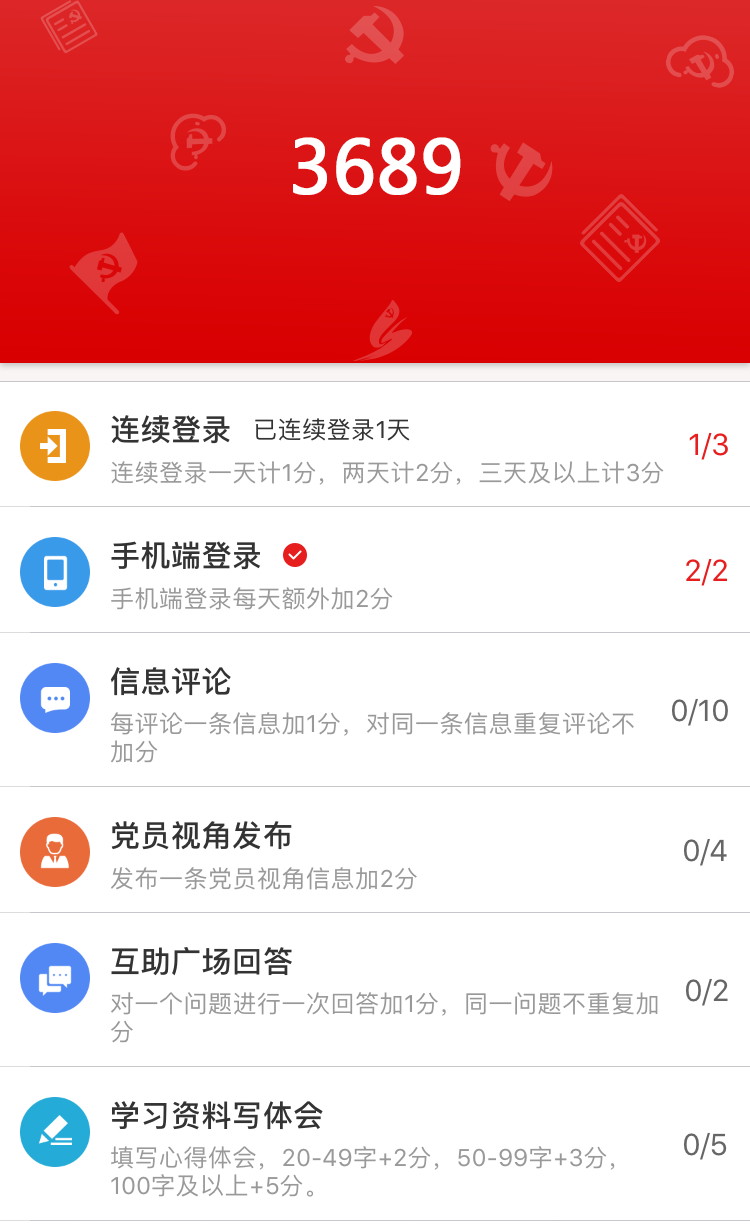 3689
连续登录 已连续登录1天
连续登录一天计1分，两天计2分，三天及以上计3分
1/3
手机端登录
手机端登录每天额外加2分
2/2
信息评论
每评论一条信息加1分，对同一条信息重复评论不
加分
0/10
党员视角发布
发布一条党员视角信息加2分
0/4
互助广场回答
对一个问题进行一次回答加1分，同一问题不重复加
分
0/2
学习资料写体会
填写心得体会，20-49字+2分，50-99字+3分，
100字及以上+5分。
0/5